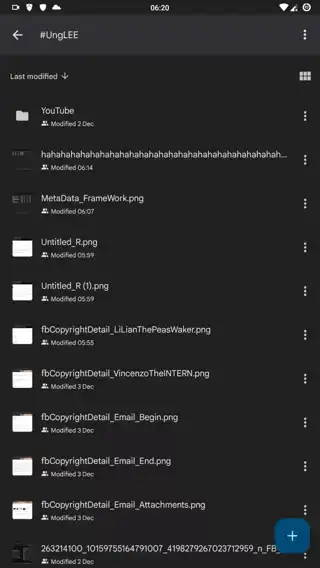 06:20
#UngLEE
Last modified
YouTube
Modified 2 Dec
hahahahahahahahahahahahahahahahahahahahahahahahah...
Modified 06:14
MetaData_FrameWork.png
Modified 06:07
Untitled_R.png
Modified 05:59
Untitled_R (1).png
Modified 05:59
fbCopyrightDetail_LiLianThePeasWaker.png
Modified 05:55
fbCopyrightDetail_VincenzoTheINTERN.png
Modified 3 Dec
fbCopyrightDetail_Email_Begin.png
Modified 3 Dec
fbCopyrightDetail_Email_End.png
Modified 3 Dec
fbCopyrightDetail_Email_Attachments.png
Modified 3 Dec
263214100_10159755164791007_4198279267023712959_n_FB_
Modified 2 Dec